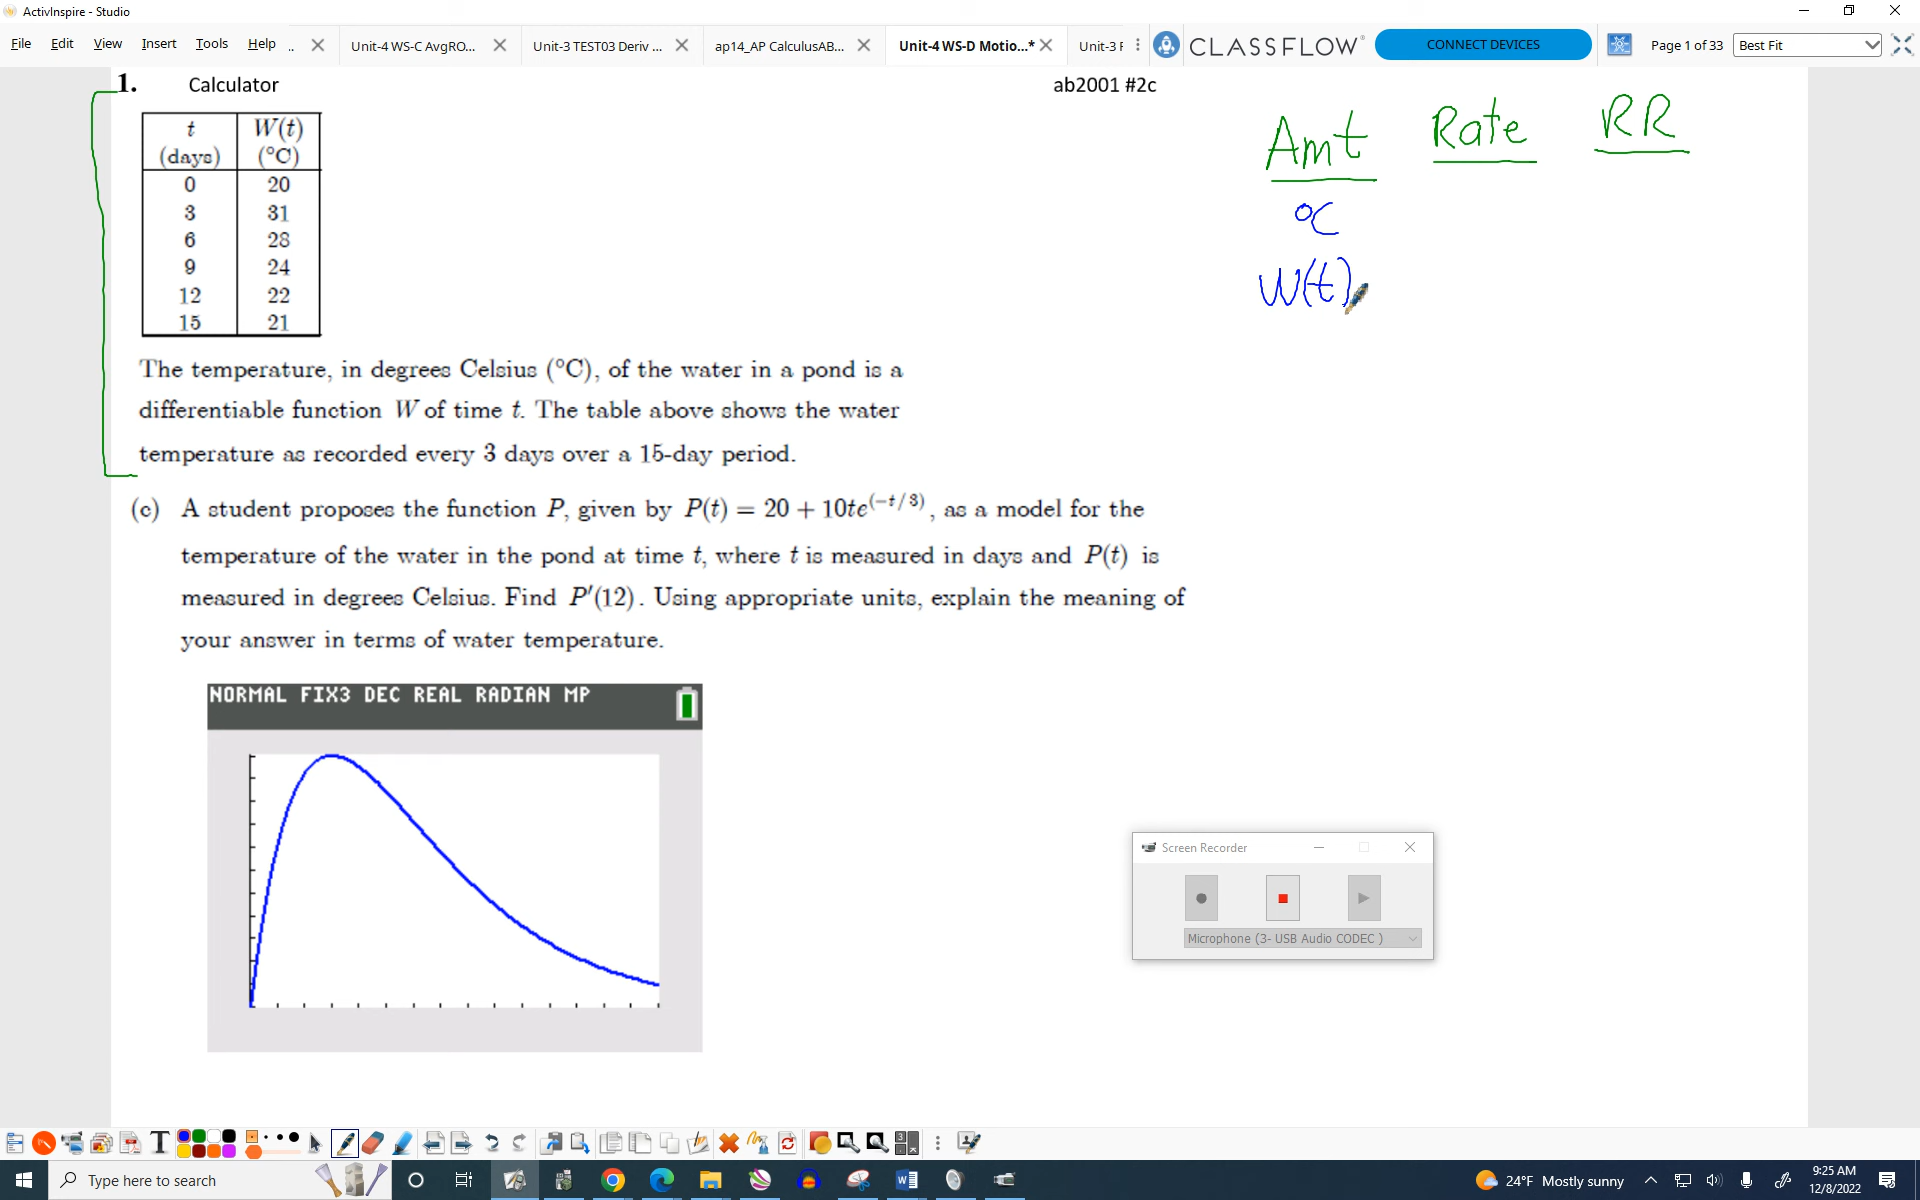 ActivInspire - Studio
File Edit View Insert Tools Help .. Unit-4 WS-C AvgRO... Unit-3 TEST03 Deriv ... ap14_AP CalculusAB... Unit-4 WS-D Motio...* Unit-3 F CLASSFLOW CONNECT DEVICES Page 1 of 33 Best Fit
1. Calculator ab2001 #2c
Amt Rate RR
°C
W(t)
t W(t)
(days) (°C)
0 20
3 31
6 28
9 24
12 22
15 21
The temperature, in degrees Celsius (°C), of the water in a pond is a
differentiable function W of time t. The table above shows the water
temperature as recorded every 3 days over a 15-day period.
(c) A student proposes the function P, given by P(t) = 20 + 10te^(−t/3), as a model for the
temperature of the water in the pond at time t, where t is measured in days and P(t) is
measured in degrees Celsius. Find P′(12). Using appropriate units, explain the meaning of
your answer in terms of water temperature.
NORMAL FIX3 DEC REAL RADIAN MP
Screen Recorder
Microphone (3- USB Audio CODEC )
Type here to search
24°F Mostly sunny
9:25 AM
12/8/2022